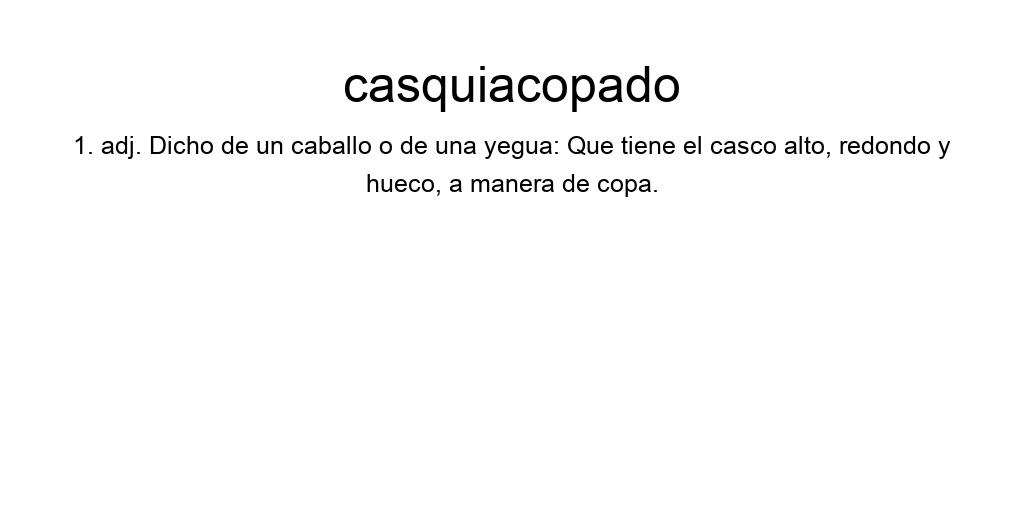 casquiacopado
1. adj. Dicho de un caballo o de una yegua: Que tiene el casco alto, redondo y
hueco, a manera de copa.